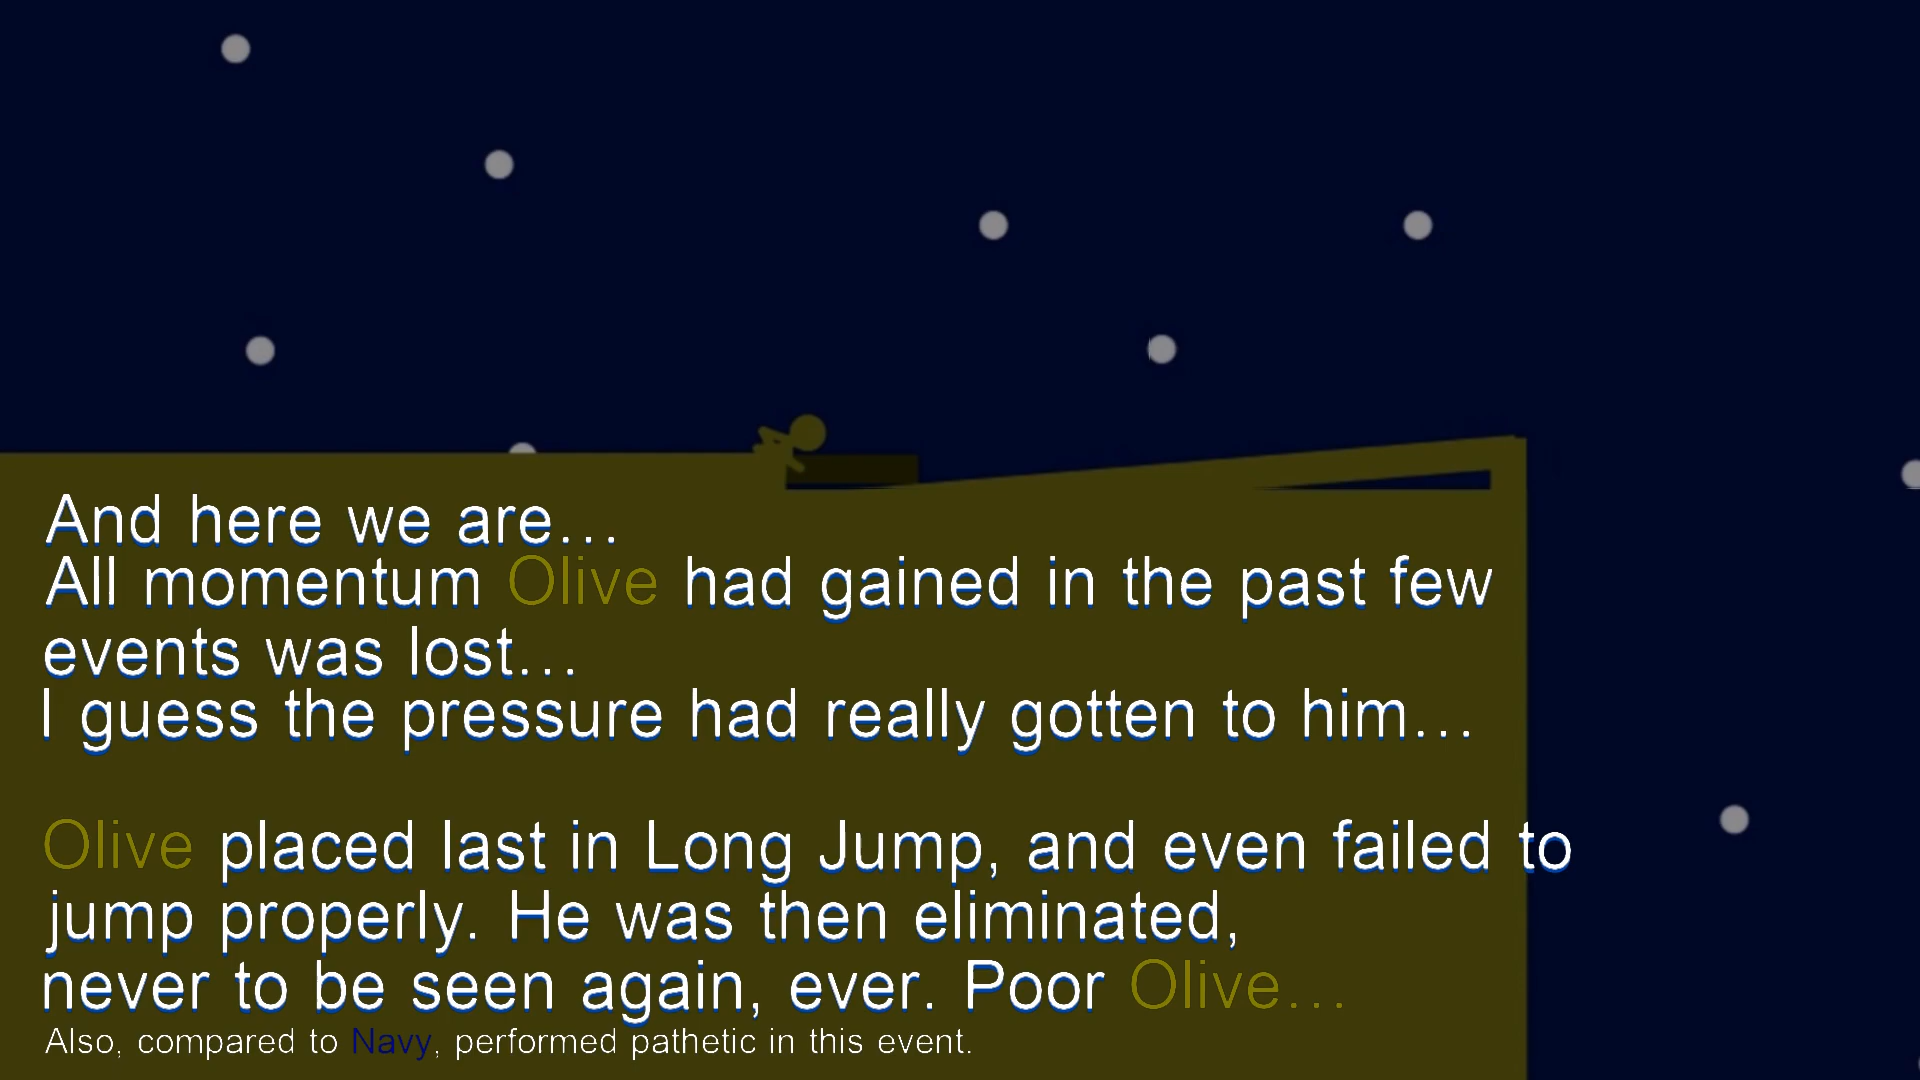 And here we are...
All momentum Olive had gained in the past few
events was lost...
I guess the pressure had really gotten to him...
Olive placed last in Long Jump, and even failed to
jump properly. He was then eliminated,
never to be seen again, ever. Poor Olive...
Also, compared to Navy, performed pathetic in this event.